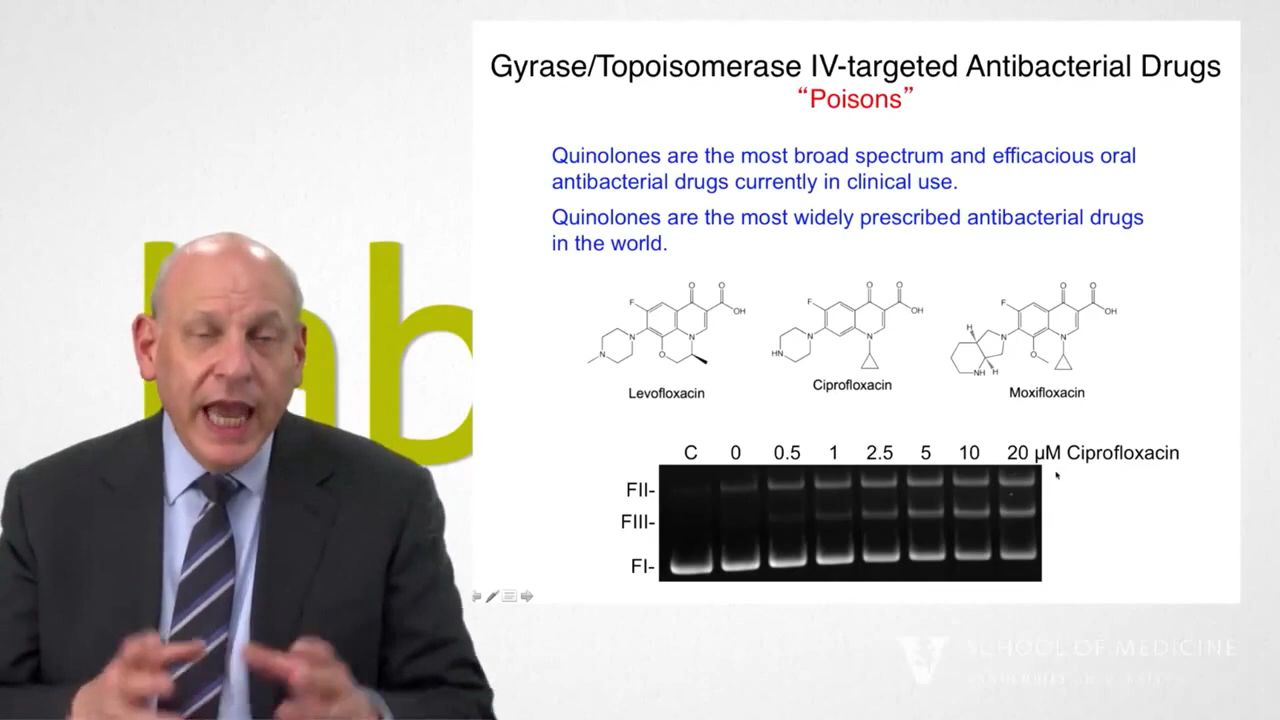 Gyrase/Topoisomerase IV-targeted Antibacterial Drugs
“Poisons”
Quinolones are the most broad spectrum and efficacious oral
antibacterial drugs currently in clinical use.
Quinolones are the most widely prescribed antibacterial drugs
in the world.
F O O OH N N N O
Levofloxacin
F O O OH HN N N
Ciprofloxacin
F O O OH H N N O NH H
Moxifloxacin
C 0 0.5 1 2.5 5 10 20 µM Ciprofloxacin
FII-
FIII-
FI-
V SCHOOL OF MEDICINE